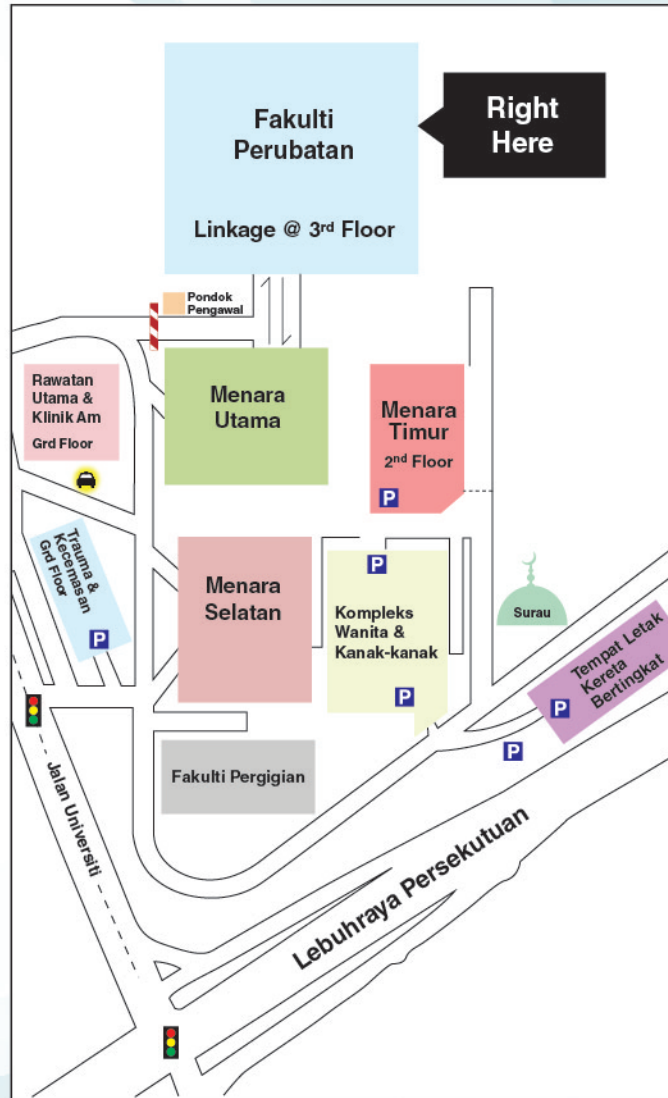 Fakulti
Perubatan
Linkage @ 3rd Floor
Right
Here
Pondok
Pengawal
Rawatan
Utama &
Klinik Am
Grd Floor
Menara
Utama
Menara
Timur
2nd Floor
P
Trauma &
Kecemasan
Grd Floor
P
Menara
Selatan
P
Kompleks
Wanita &
Kanak-kanak
P
Surau
Tempat Letak
Kereta
Bertingkat
P
P
Fakulti Pergigian
Jalan Universiti
Lebuhraya Persekutuan